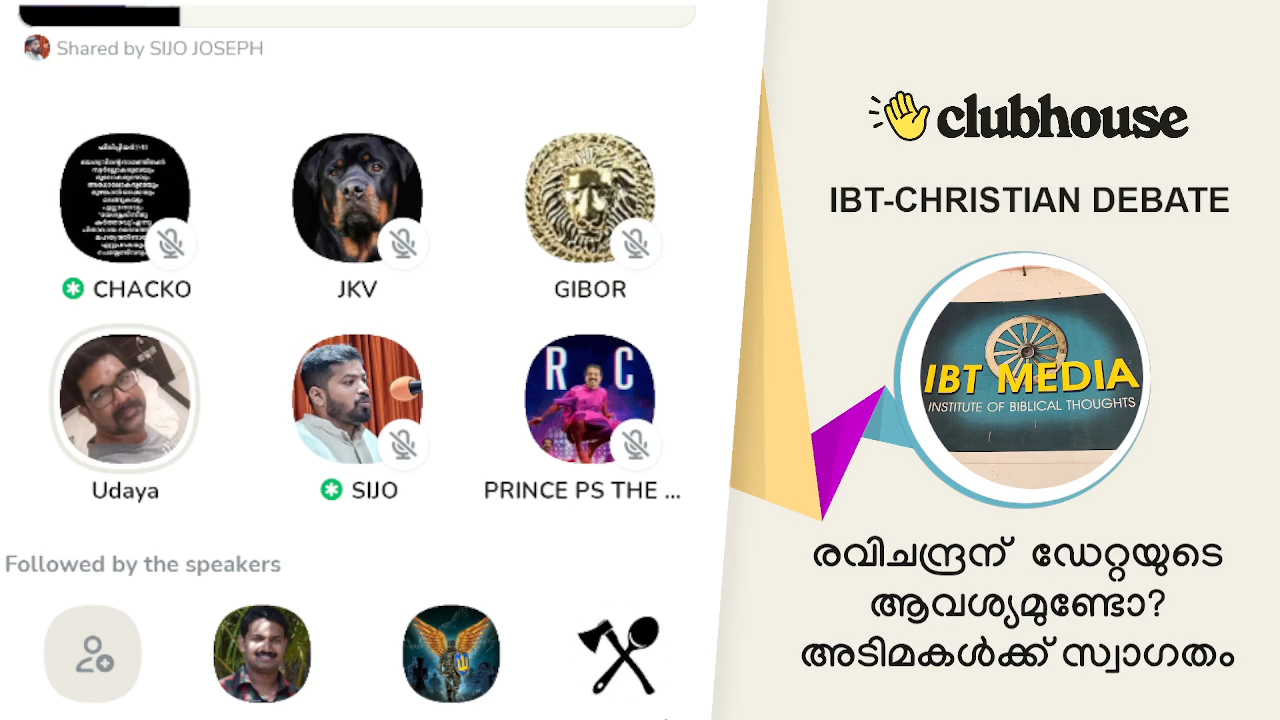 Shared by SIJO JOSEPH
CHACKO
JKV
GIBOR
Udaya
SIJO
R C
PRINCE PS THE ...
Followed by the speakers
clubhouse
IBT-CHRISTIAN DEBATE
IBT MEDIA
INSTITUTE OF BIBLICAL THOUGHTS
രവിചന്ദ്രന് ഡേറ്റയുടെ
ആവശ്യമുണ്ടോ?
അടിമകൾക്ക് സ്വാഗതം